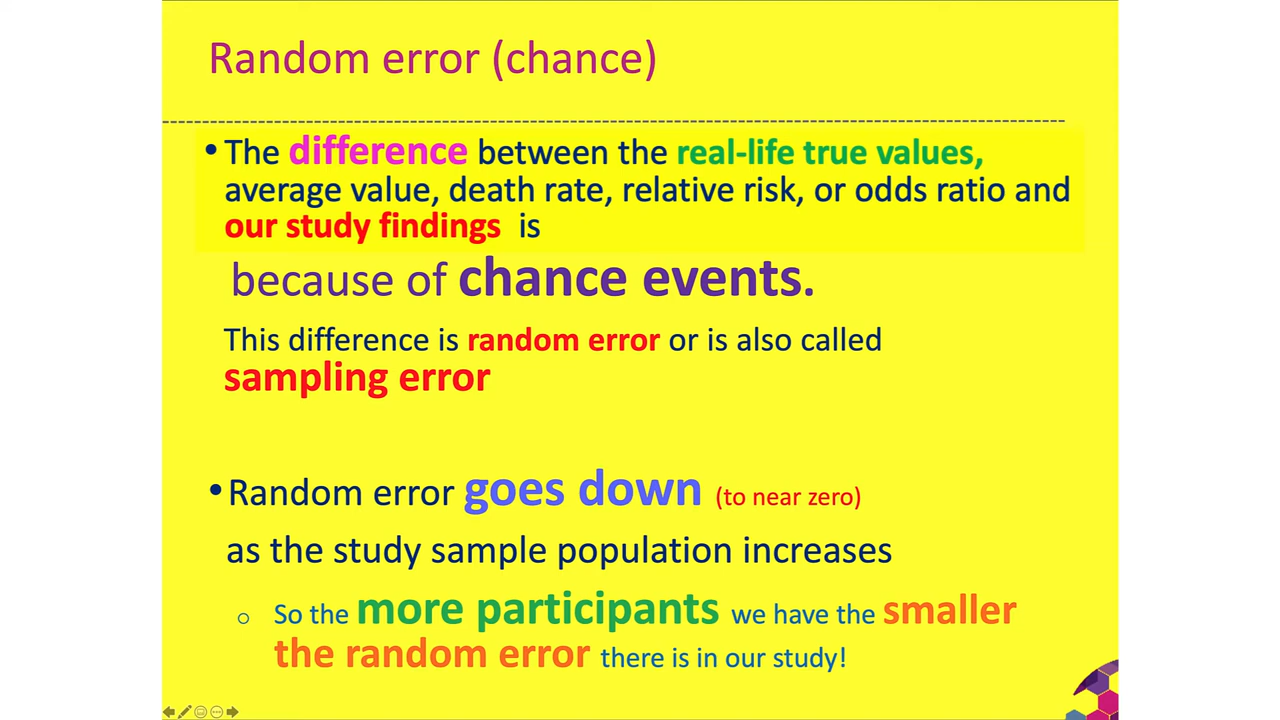 Random error (chance)
• The difference between the real-life true values,
average value, death rate, relative risk, or odds ratio and
our study findings is
because of chance events.
This difference is random error or is also called
sampling error
• Random error goes down (to near zero)
as the study sample population increases
o So the more participants we have the smaller
the random error there is in our study!